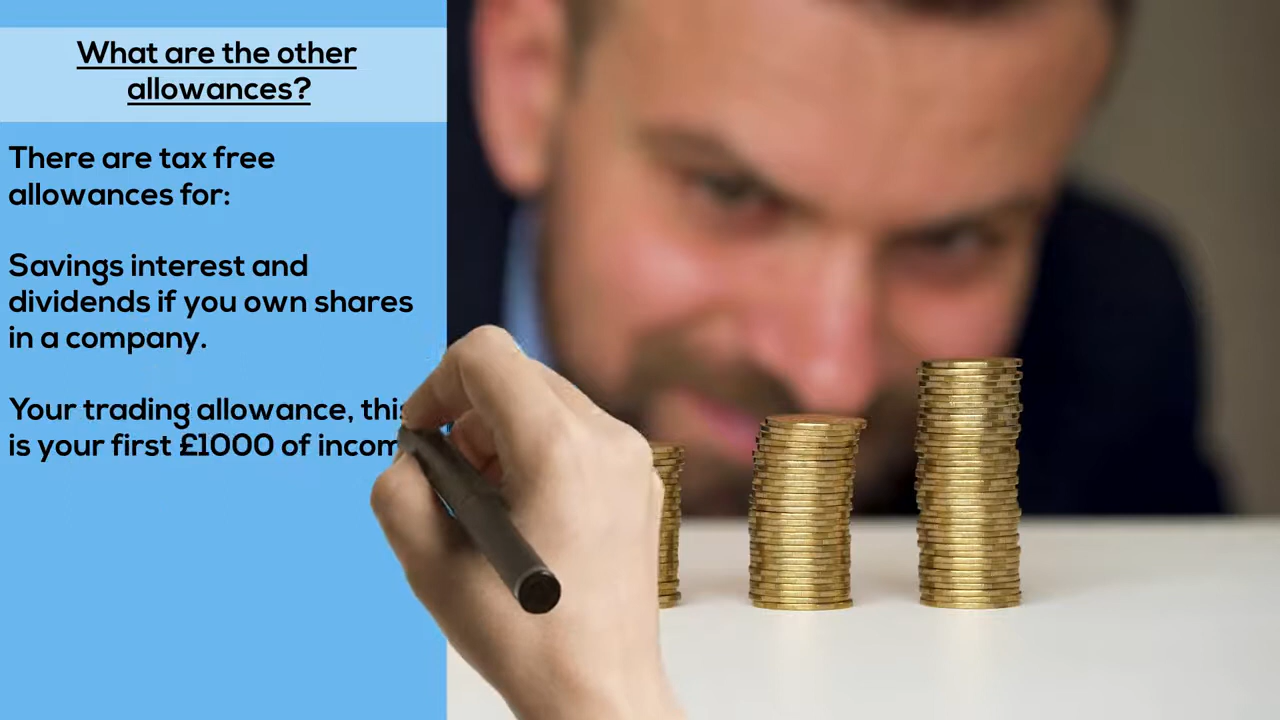 What are the other
allowances?
There are tax free
allowances for:
Savings interest and
dividends if you own shares
in a company.
Your trading allowance, this
is your first £1000 of incom